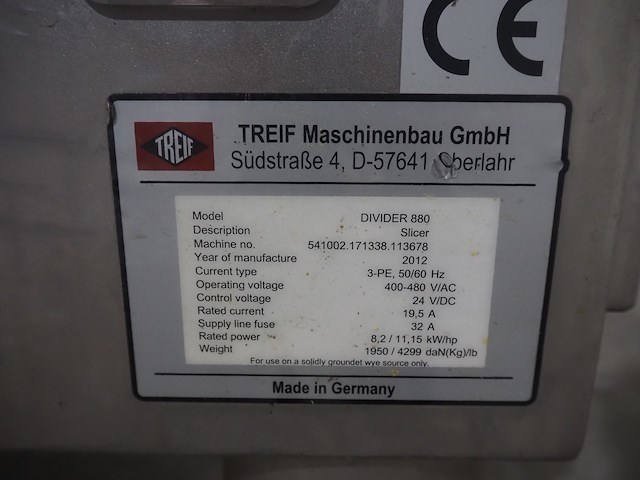 CE
TREIF
TREIF Maschinenbau GmbH
Südstraße 4, D-57641 Oberlahr
Model DIVIDER 880
Description Slicer
Machine no. 541002.171338.113678
Year of manufacture 2012
Current type 3-PE, 50/60 Hz
Operating voltage 400-480 V/AC
Control voltage 24 V/DC
Rated current 19,5 A
Supply line fuse 32 A
Rated power 8,2 / 11,15 kW/hp
Weight 1950 / 4299 daN(Kg)/lb
For use on a solidly groundet wye source only.
Made in Germany